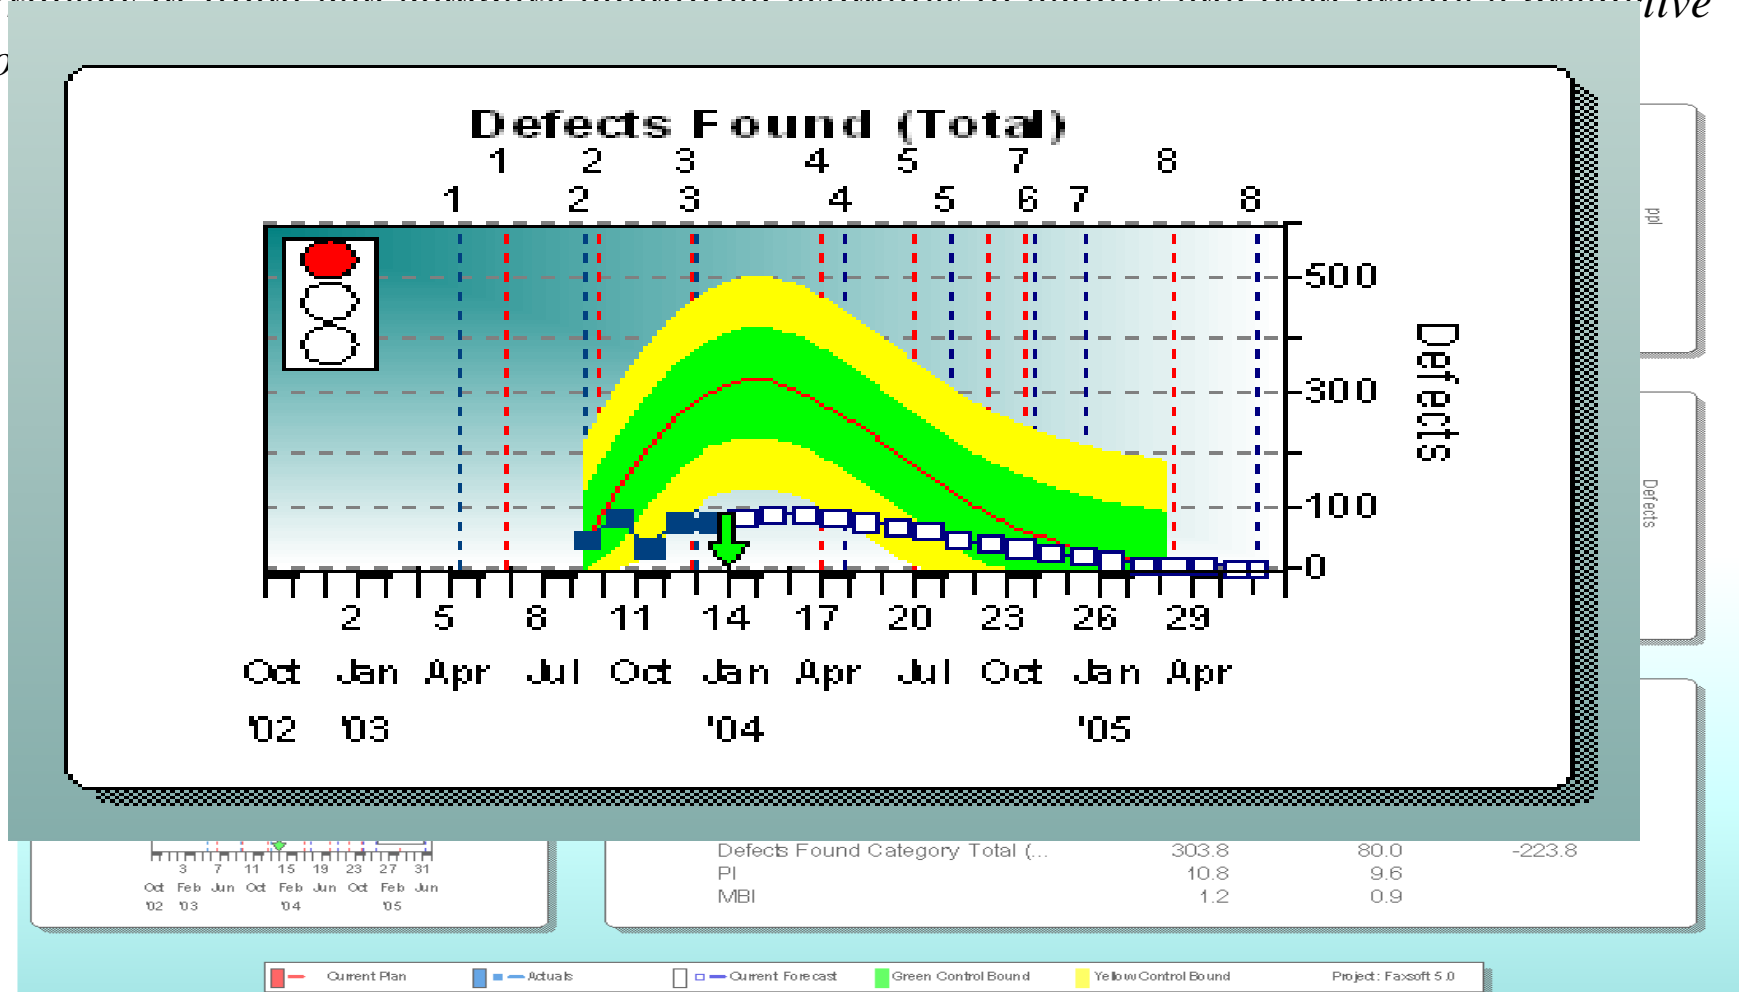 tive
Defects Found (Total)
1 2 3 4 5 7 8
1 2 3 4 5 6 7 8
500
300
100
0
Defects
2 5 8 11 14 17 20 23 26 29
Oct Jan Apr Jul Oct Jan Apr Jul Oct Jan Apr
'02 '03 '04 '05
ppl
Defects
3 7 11 15 19 23 27 31
Oct Feb Jun Oct Feb Jun Oct Feb Jun
'02 '03 '04 '05
Defects Found Category Total (... 303.8 80.0 -223.8
PI 10.8 9.6
MBI 1.2 0.9
Current Plan Actuals Current Forecast Green Control Bound Yellow Control Bound Project: Faxsoft 5.0